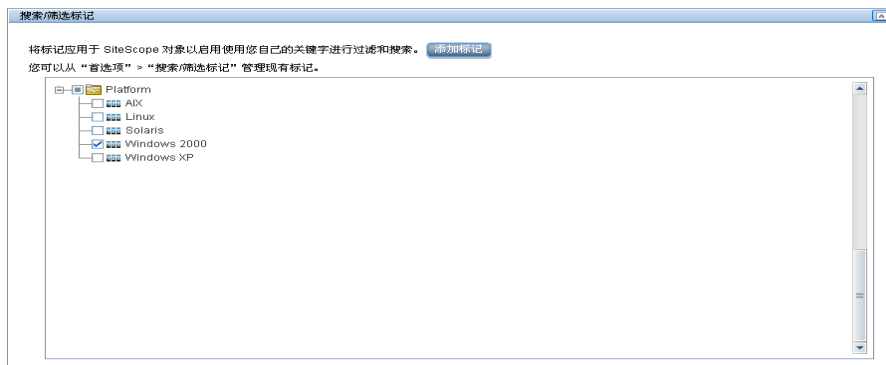 搜索/筛选标记
将标记应用于 SiteScope 对象以启用使用您自己的关键字进行过滤和搜索。 添加标记
您可以从“首选项”>“搜索/筛选标记”管理现有标记。
Platform
AIX
Linux
Solaris
Windows 2000
Windows XP